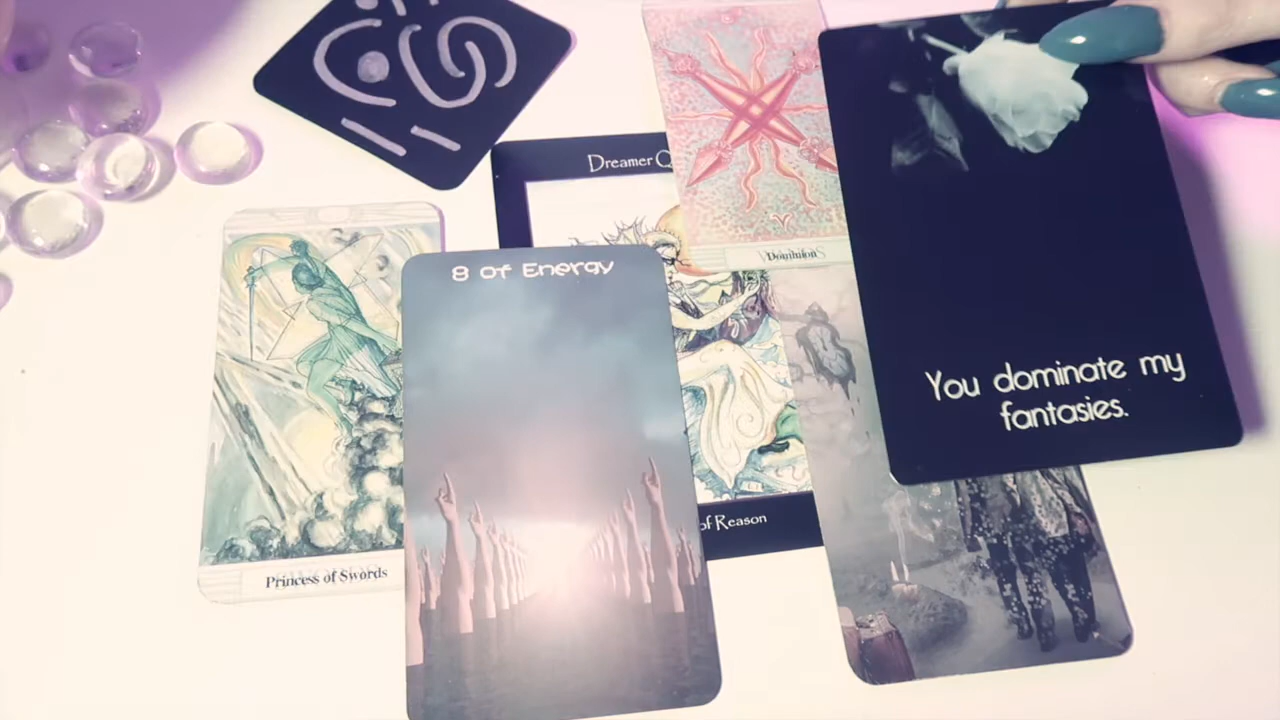 Dreamer
Dominion
8 of Energy
You dominate my
fantasies.
of Reason
Princess of Swords